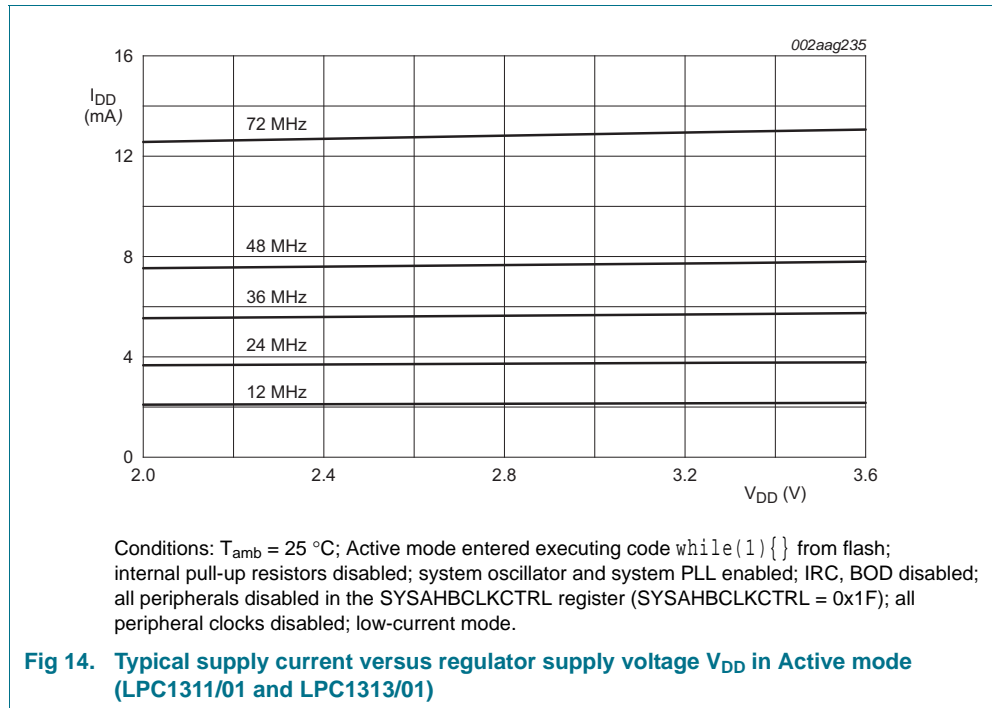 002aag235
16
I_DD
(mA)
72 MHz
12
48 MHz
8
36 MHz
24 MHz
4
12 MHz
0
2.0 2.4 2.8 3.2 3.6
V_DD (V)
Conditions: T_amb = 25 °C; Active mode entered executing code while(1){} from flash;
internal pull-up resistors disabled; system oscillator and system PLL enabled; IRC, BOD disabled;
all peripherals disabled in the SYSAHBCLKCTRL register (SYSAHBCLKCTRL = 0x1F); all
peripheral clocks disabled; low-current mode.
Fig 14. Typical supply current versus regulator supply voltage V_DD in Active mode
(LPC1311/01 and LPC1313/01)